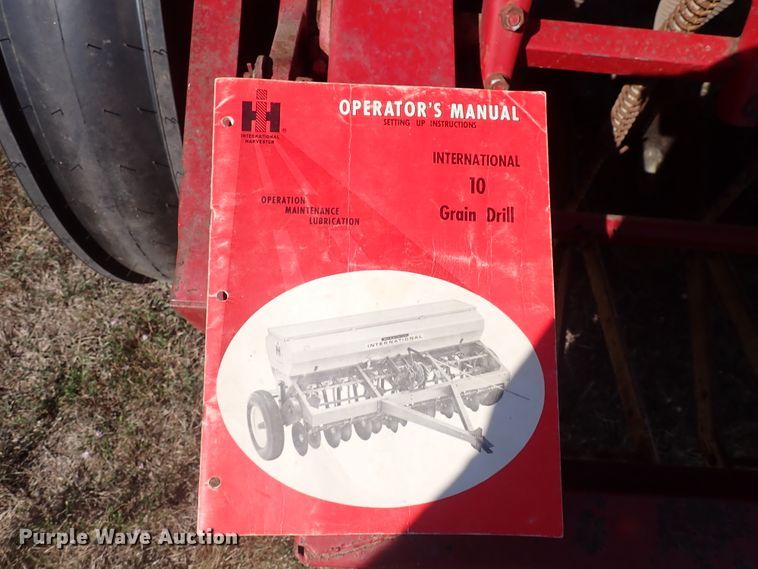 OPERATOR'S MANUAL
SETTING UP INSTRUCTIONS
IH
®
INTERNATIONAL
HARVESTER
INTERNATIONAL
10
Grain Drill
OPERATION
MAINTENANCE
LUBRICATION
INTERNATIONAL
Purple Wave Auction®